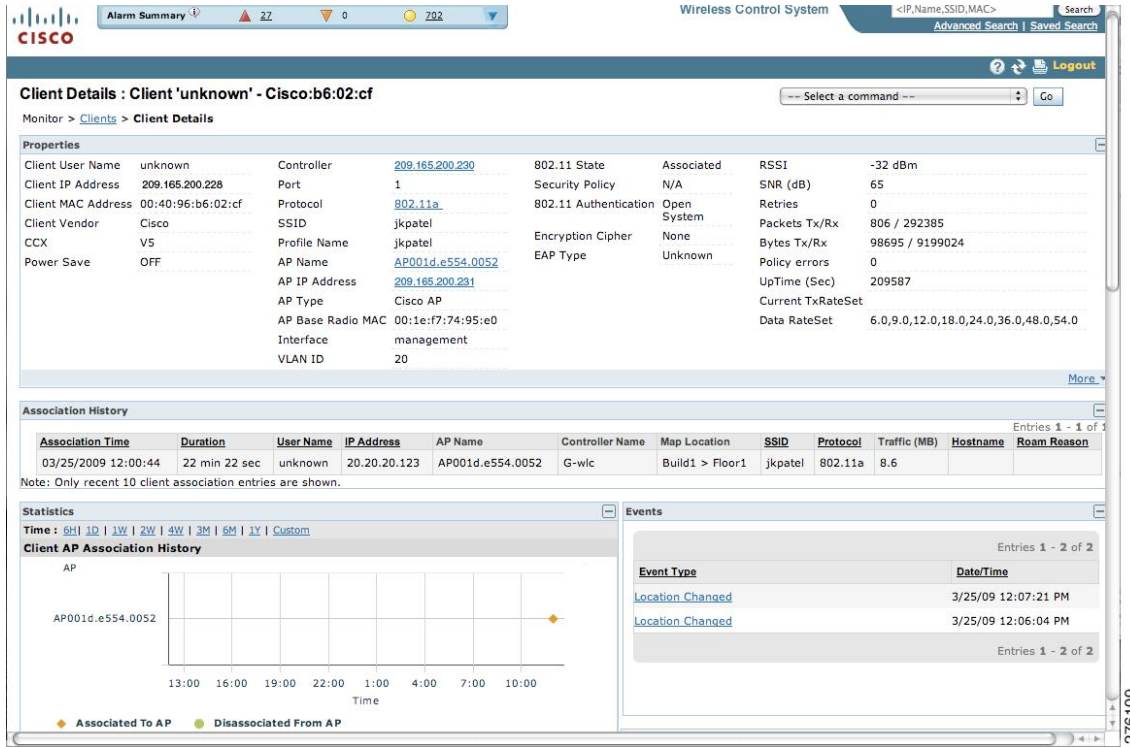 CISCO
Alarm Summary 27 0 702
Wireless Control System
<IP,Name,SSID,MAC> Search
Advanced Search | Saved Search
Logout
Client Details : Client 'unknown' - Cisco:b6:02:cf
-- Select a command -- Go
Monitor > Clients > Client Details
Properties
Client User Name unknown Controller 209.165.200.230 802.11 State Associated RSSI -32 dBm
Client IP Address 209.165.200.228 Port 1 Security Policy N/A SNR (dB) 65
Client MAC Address 00:40:96:b6:02:cf Protocol 802.11a 802.11 Authentication Open System Retries 0
Client Vendor Cisco SSID jkpatel Packets Tx/Rx 806 / 292385
CCX V5 Profile Name jkpatel Encryption Cipher None Bytes Tx/Rx 98695 / 9199024
Power Save OFF AP Name AP001d.e554.0052 EAP Type Unknown Policy errors 0
AP IP Address 209.165.200.231 UpTime (Sec) 209587
AP Type Cisco AP Current TxRateSet
AP Base Radio MAC 00:1e:f7:74:95:e0 Data RateSet 6.0,9.0,12.0,18.0,24.0,36.0,48.0,54.0
Interface management
VLAN ID 20
More
Association History
Entries 1 - 1 of 1
Association Time Duration User Name IP Address AP Name Controller Name Map Location SSID Protocol Traffic (MB) Hostname Roam Reason
03/25/2009 12:00:44 22 min 22 sec unknown 20.20.20.123 AP001d.e554.0052 G-wlc Build1 > Floor1 jkpatel 802.11a 8.6
Note: Only recent 10 client association entries are shown.
Statistics
Time : 6H| 1D | 1W | 2W | 4W | 3M | 6M | 1Y | Custom
Client AP Association History
AP
AP001d.e554.0052
13:00 16:00 19:00 22:00 1:00 4:00 7:00 10:00
Time
Associated To AP Disassociated From AP
Events
Entries 1 - 2 of 2
Event Type Date/Time
Location Changed 3/25/09 12:07:21 PM
Location Changed 3/25/09 12:06:04 PM
Entries 1 - 2 of 2